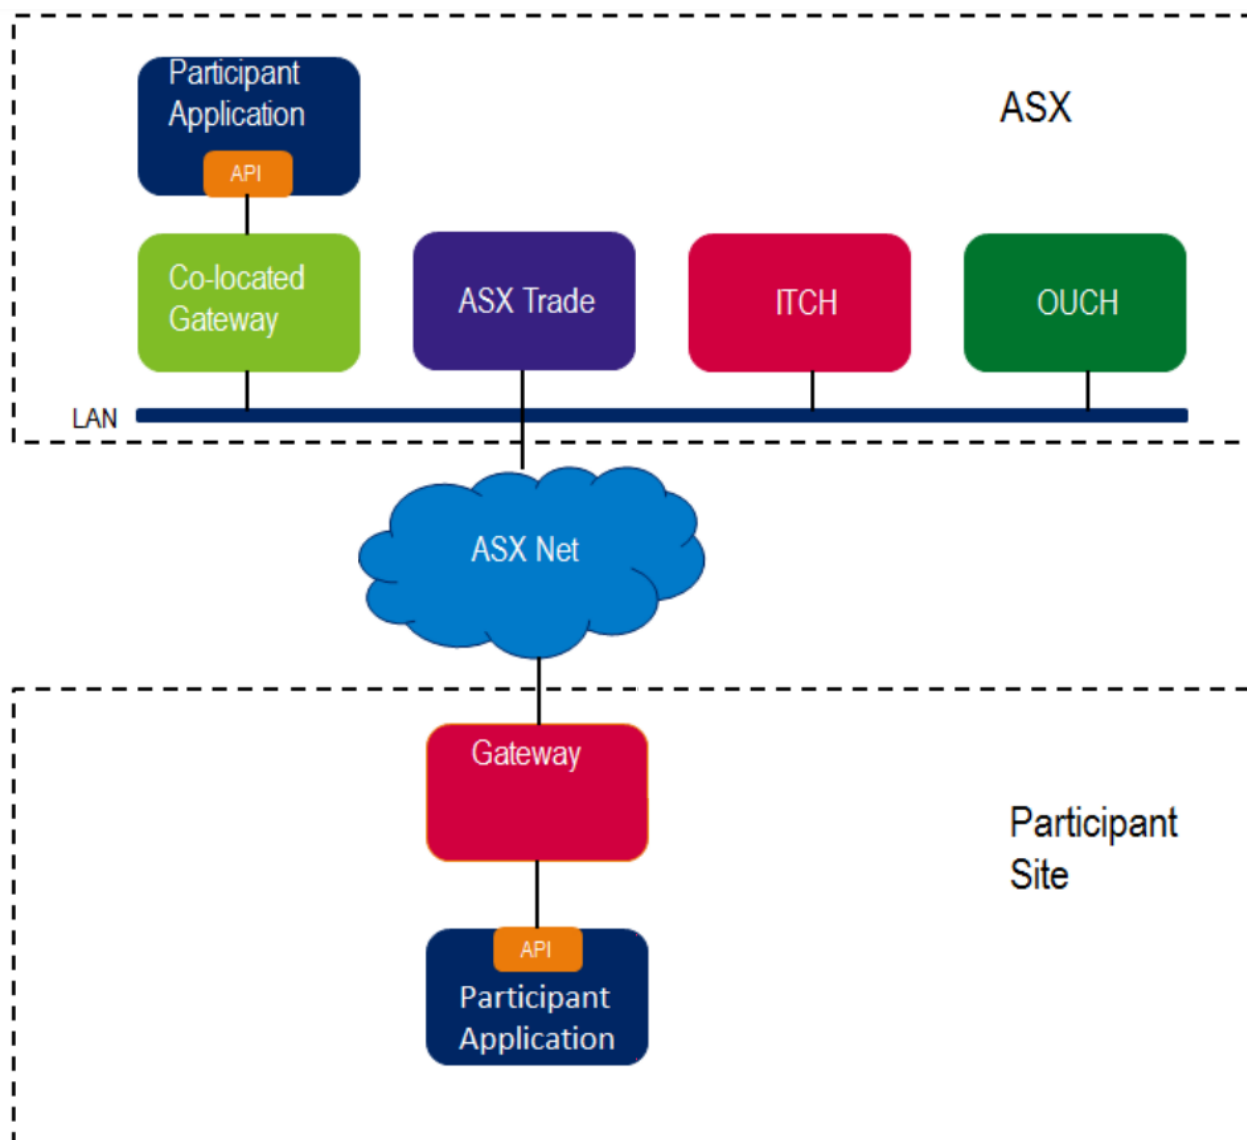 Participant
Application
API
ASX
Co-located
Gateway
ASX Trade
ITCH
OUCH
LAN
ASX Net
Gateway
Participant
Site
API
Participant
Application